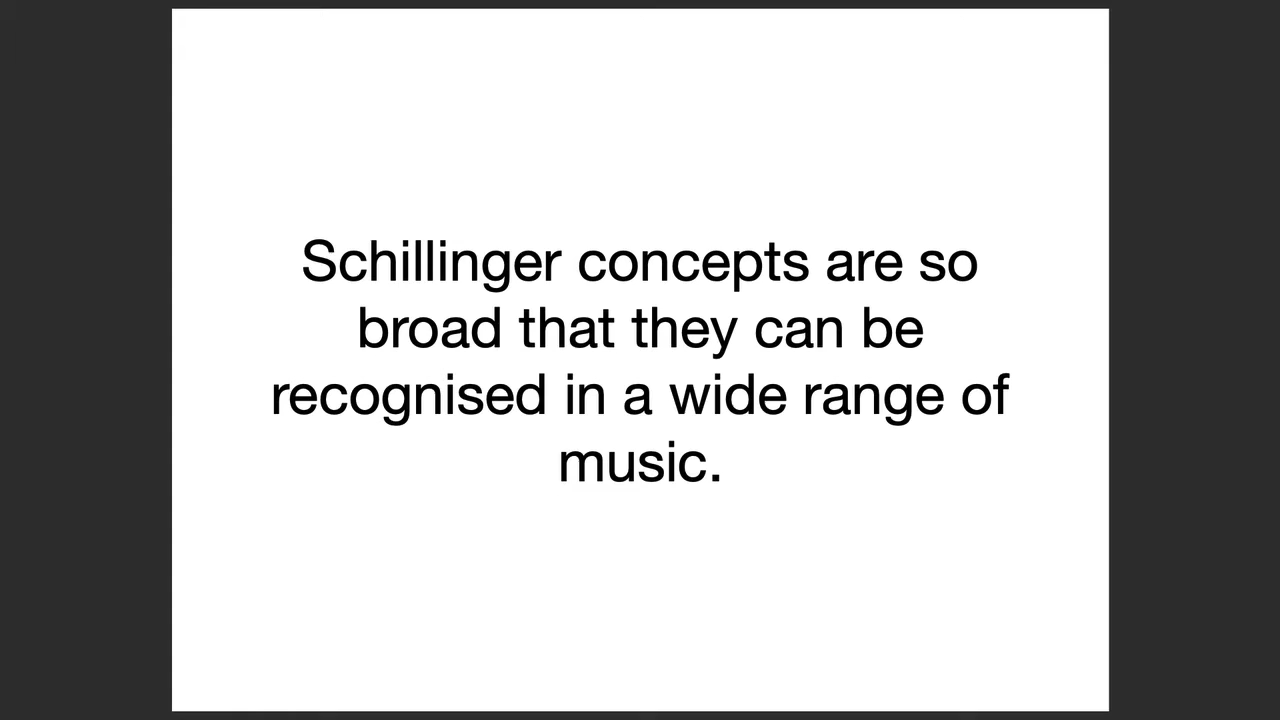 Schillinger concepts are so
broad that they can be
recognised in a wide range of
music.